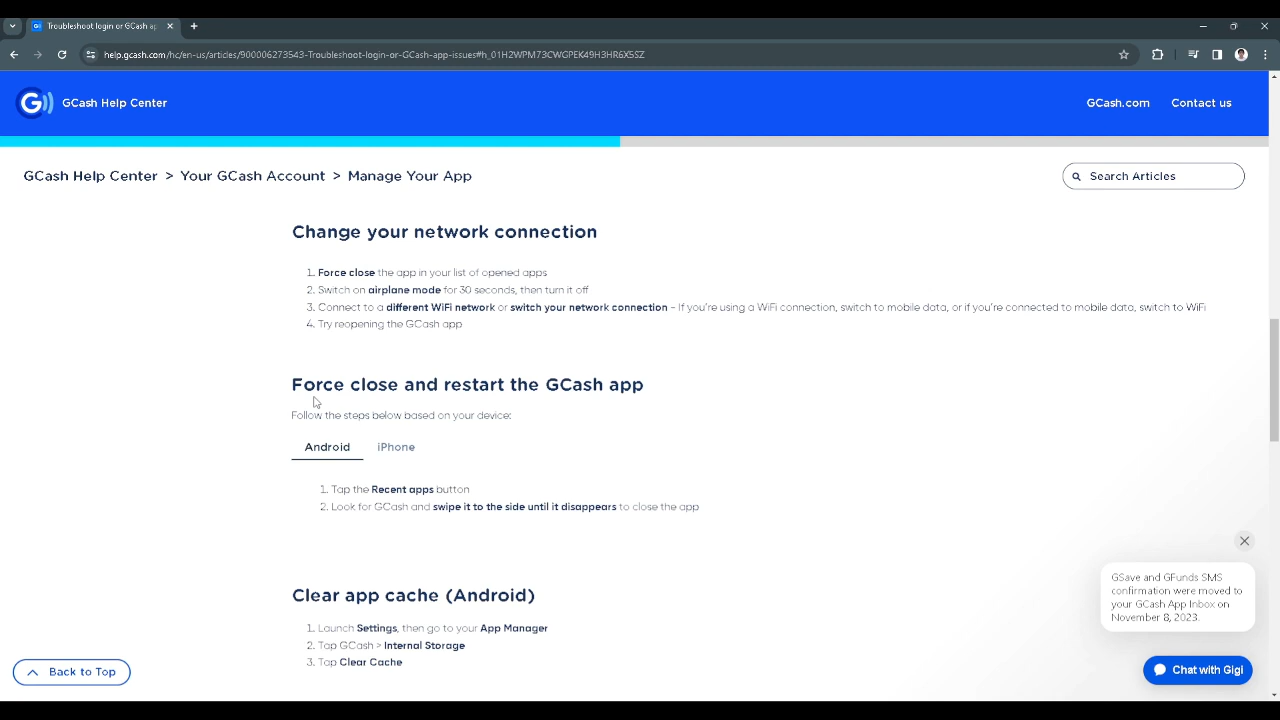 Troubleshoot login or GCash ap
help.gcash.com/hc/en-us/articles/900006273543-Troubleshoot-login-or-GCash-app-issues#h_01H2WPM73CWGPEK49H3HR6X5SZ
GCash Help Center
GCash.com
Contact us
GCash Help Center > Your GCash Account > Manage Your App
Search Articles
Change your network connection
1. Force close the app in your list of opened apps
2. Switch on airplane mode for 30 seconds, then turn it off
3. Connect to a different WiFi network or switch your network connection - If you're using a WiFi connection, switch to mobile data, or if you're connected to mobile data, switch to WiFi
4. Try reopening the GCash app
Force close and restart the GCash app
Follow the steps below based on your device:
Android
iPhone
1. Tap the Recent apps button
2. Look for GCash and swipe it to the side until it disappears to close the app
Clear app cache (Android)
1. Launch Settings, then go to your App Manager
2. Tap GCash > Internal Storage
3. Tap Clear Cache
GSave and GFunds SMS
confirmation were moved to
your GCash App Inbox on
November 8, 2023.
Back to Top
Chat with Gigi